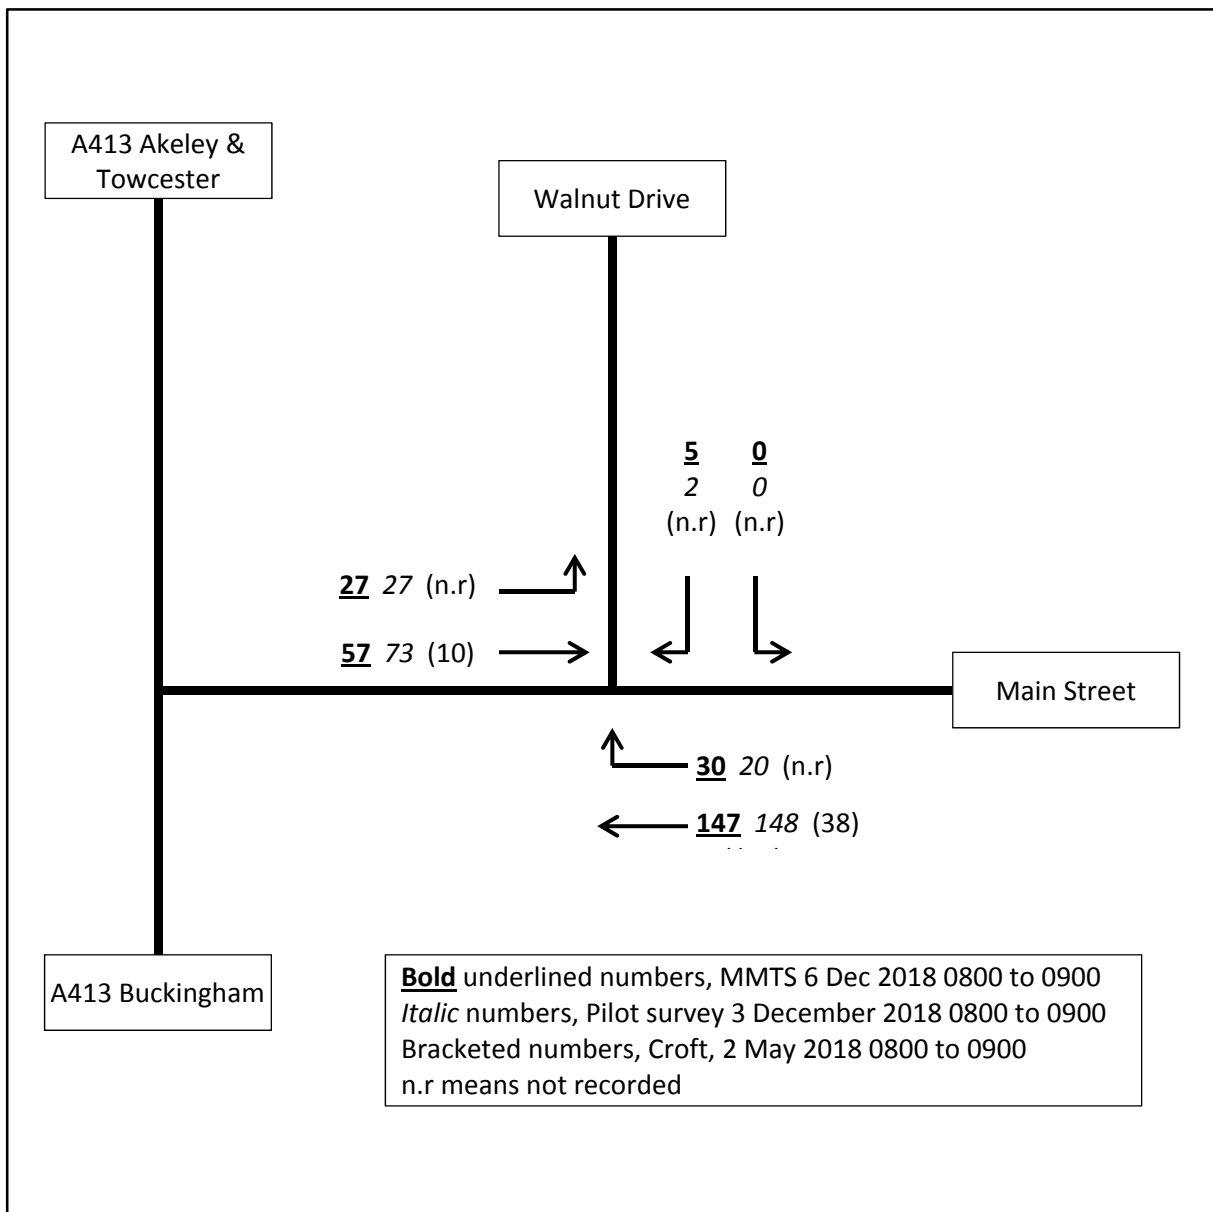 A413 Akeley &
Towcester
Walnut Drive
5 0
2 0
(n.r) (n.r)
27 27 (n.r)
57 73 (10)
Main Street
30 20 (n.r)
147 148 (38)
A413 Buckingham
Bold underlined numbers, MMTS 6 Dec 2018 0800 to 0900
Italic numbers, Pilot survey 3 December 2018 0800 to 0900
Bracketed numbers, Croft, 2 May 2018 0800 to 0900
n.r means not recorded